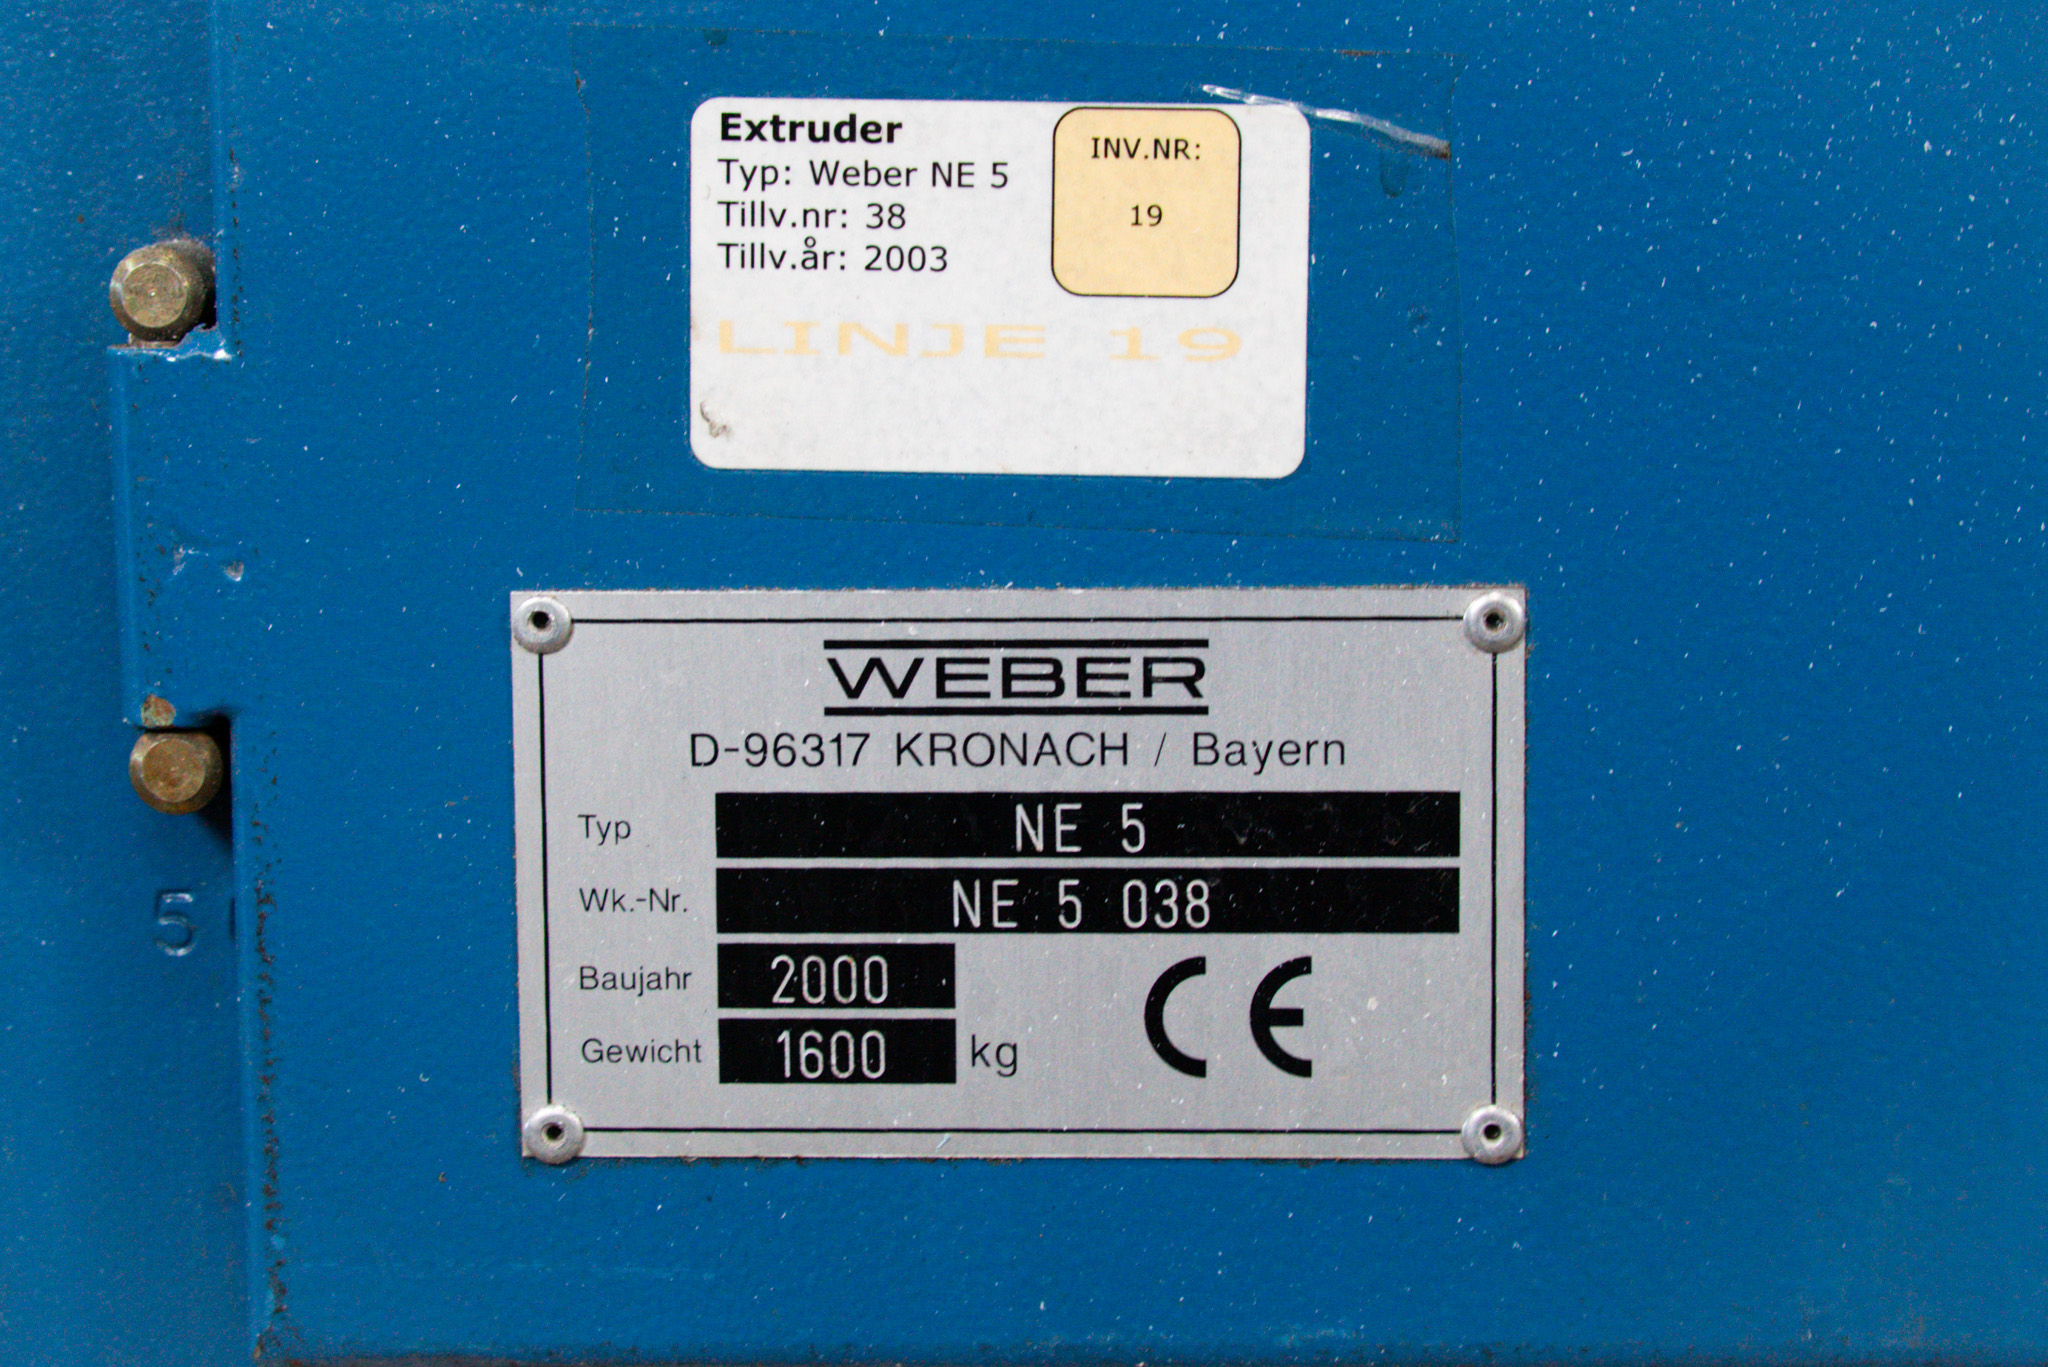 Extruder
Typ: Weber NE 5
Tillv.nr: 38
Tillv.år: 2003
INV.NR:
19
LINJE 19
WEBER
D-96317 KRONACH / Bayern
Typ NE 5
Wk.-Nr. NE 5 038
Baujahr 2000
Gewicht 1600 kg
CE
5